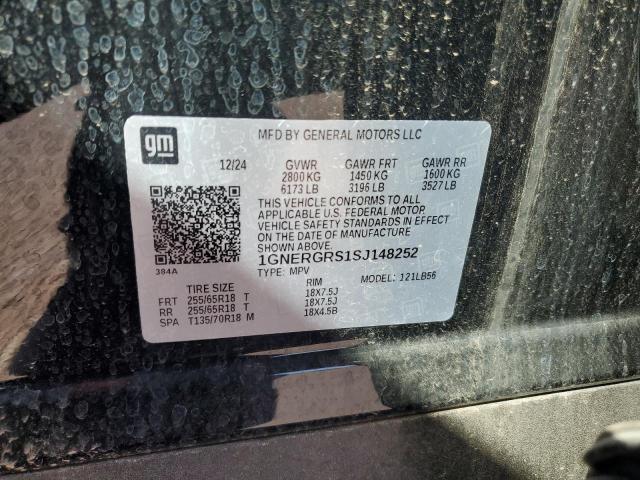 gm
MFD BY GENERAL MOTORS LLC
12/24 GVWR GAWR FRT GAWR RR
2800 KG 1450 KG 1600 KG
6173 LB 3196 LB 3527 LB
THIS VEHICLE CONFORMS TO ALL
APPLICABLE U.S. FEDERAL MOTOR
VEHICLE SAFETY STANDARDS IN EFFECT
ON THE DATE OF MANUFACTURE
SHOWN ABOVE.
1GNERGRS1SJ148252
384A
TYPE: MPV MODEL: 121LB56
TIRE SIZE RIM
FRT 255/65R18 T 18X7.5J
RR 255/65R18 T 18X7.5J
SPA T135/70R18 M 18X4.5B